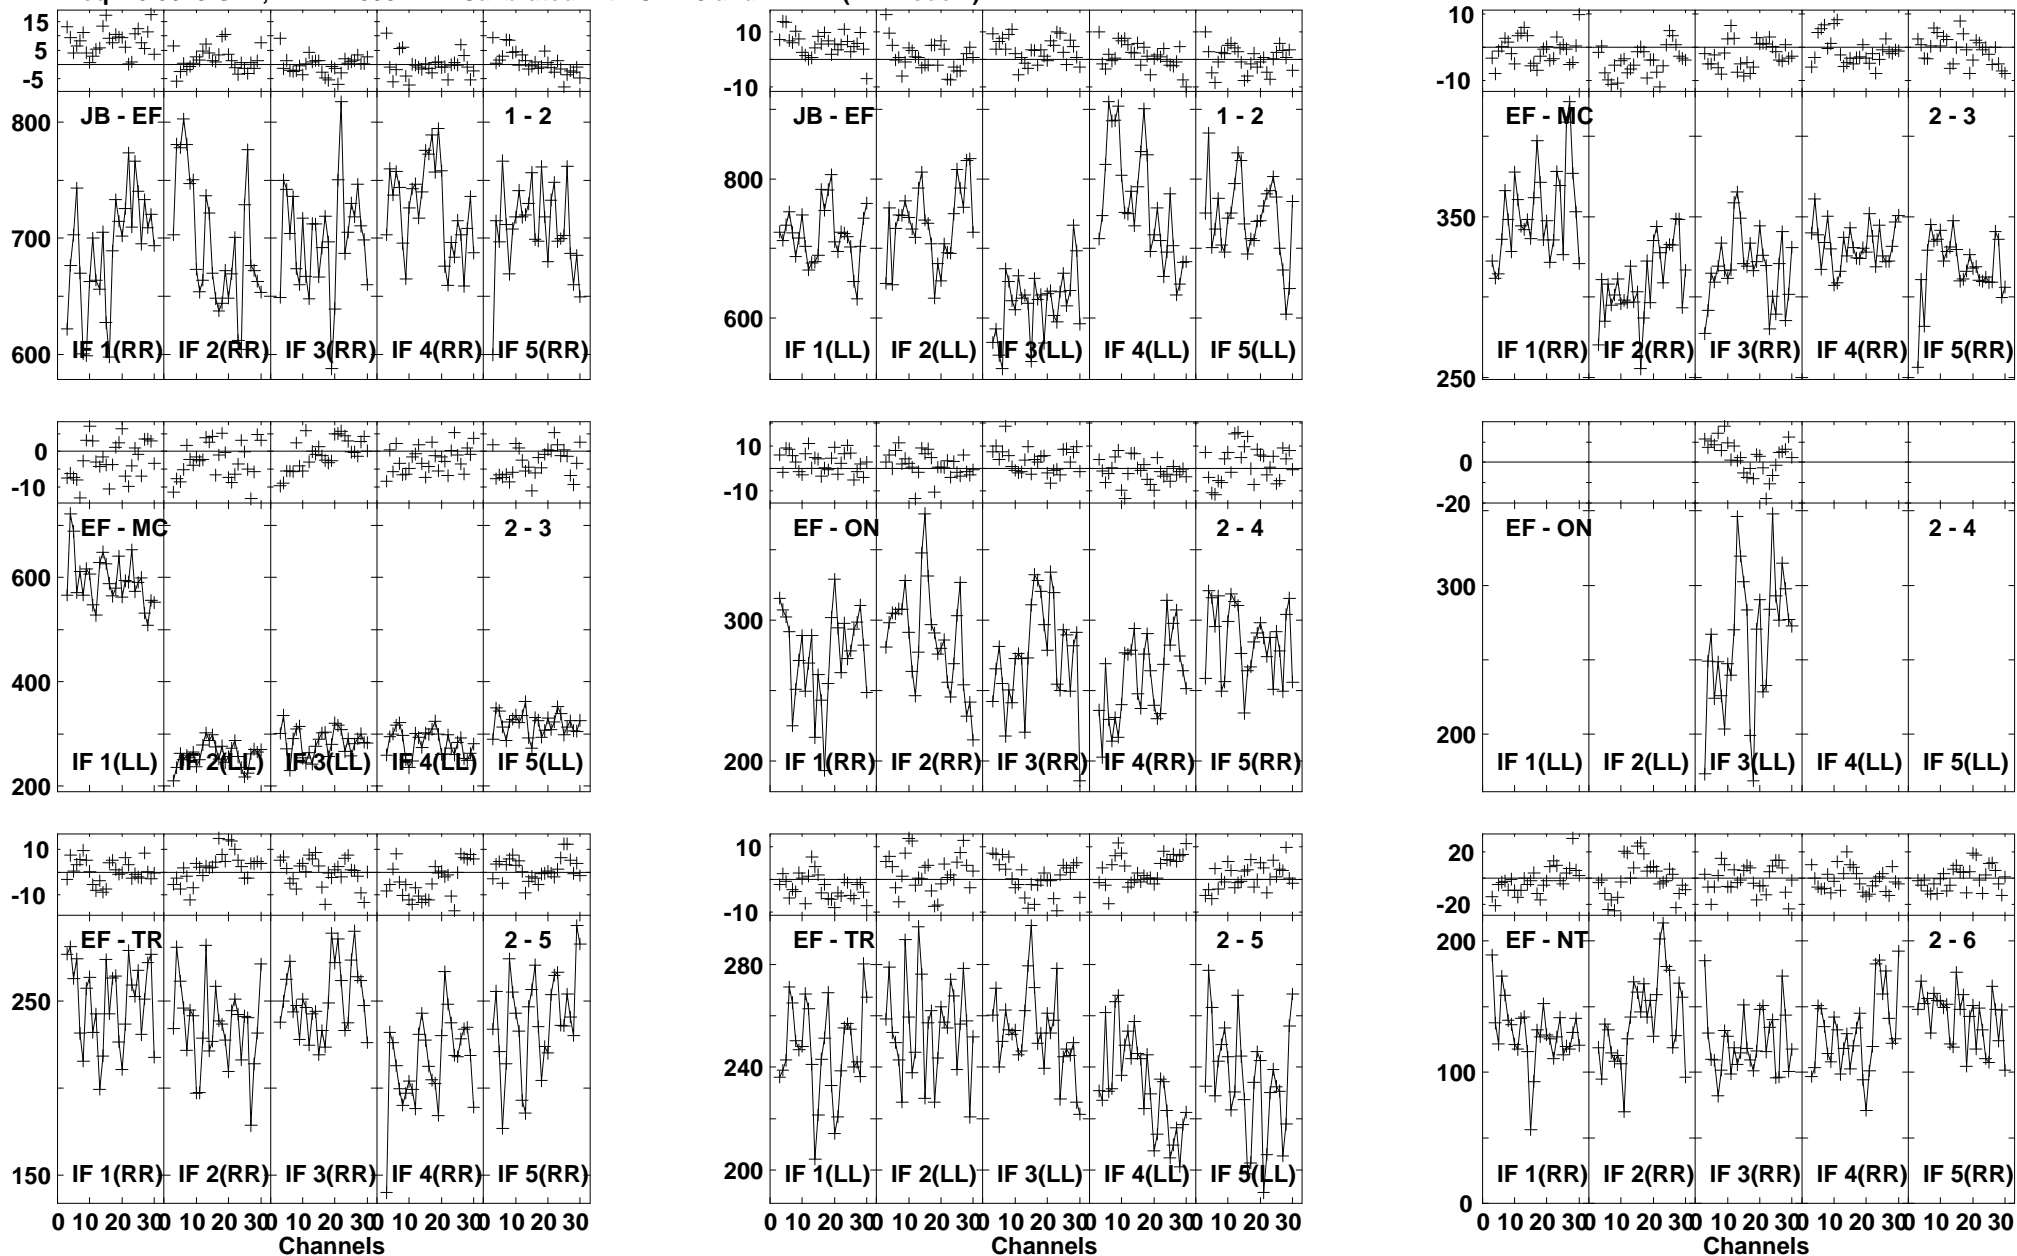 15
5
-5
JB - EF
1 - 2
800
700
600
IF 1(RR)
IF 2(RR)
IF 3(RR)
IF 4(RR)
IF 5(RR)
10
-10
JB - EF
1 - 2
800
600
IF 1(LL)
IF 2(LL)
IF 3(LL)
IF 4(LL)
IF 5(LL)
10
-10
EF - MC
2 - 3
350
250
IF 1(RR)
IF 2(RR)
IF 3(RR)
IF 4(RR)
IF 5(RR)
0
-10
EF - MC
2 - 3
600
400
200
IF 1(LL)
IF 2(LL)
IF 3(LL)
IF 4(LL)
IF 5(LL)
10
-10
EF - ON
2 - 4
300
200
IF 1(RR)
IF 2(RR)
IF 3(RR)
IF 4(RR)
IF 5(RR)
0
-20
EF - ON
2 - 4
300
200
IF 1(LL)
IF 2(LL)
IF 3(LL)
IF 4(LL)
IF 5(LL)
10
-10
EF - TR
2 - 5
250
150
IF 1(RR)
IF 2(RR)
IF 3(RR)
IF 4(RR)
IF 5(RR)
0 10 20 30 0 10 20 30 0 10 20 30 0 10 20 30 0 10 20 30
Channels
10
-10
EF - TR
2 - 5
280
240
200
IF 1(LL)
IF 2(LL)
IF 3(LL)
IF 4(LL)
IF 5(LL)
0 10 20 30 0 10 20 30 0 10 20 30 0 10 20 30 0 10 20 30
Channels
20
-20
EF - NT
2 - 6
200
100
0
IF 1(RR)
IF 2(RR)
IF 3(RR)
IF 4(RR)
IF 5(RR)
0 10 20 30 0 10 20 30 0 10 20 30 0 10 20 30 0 10 20 30
Channels